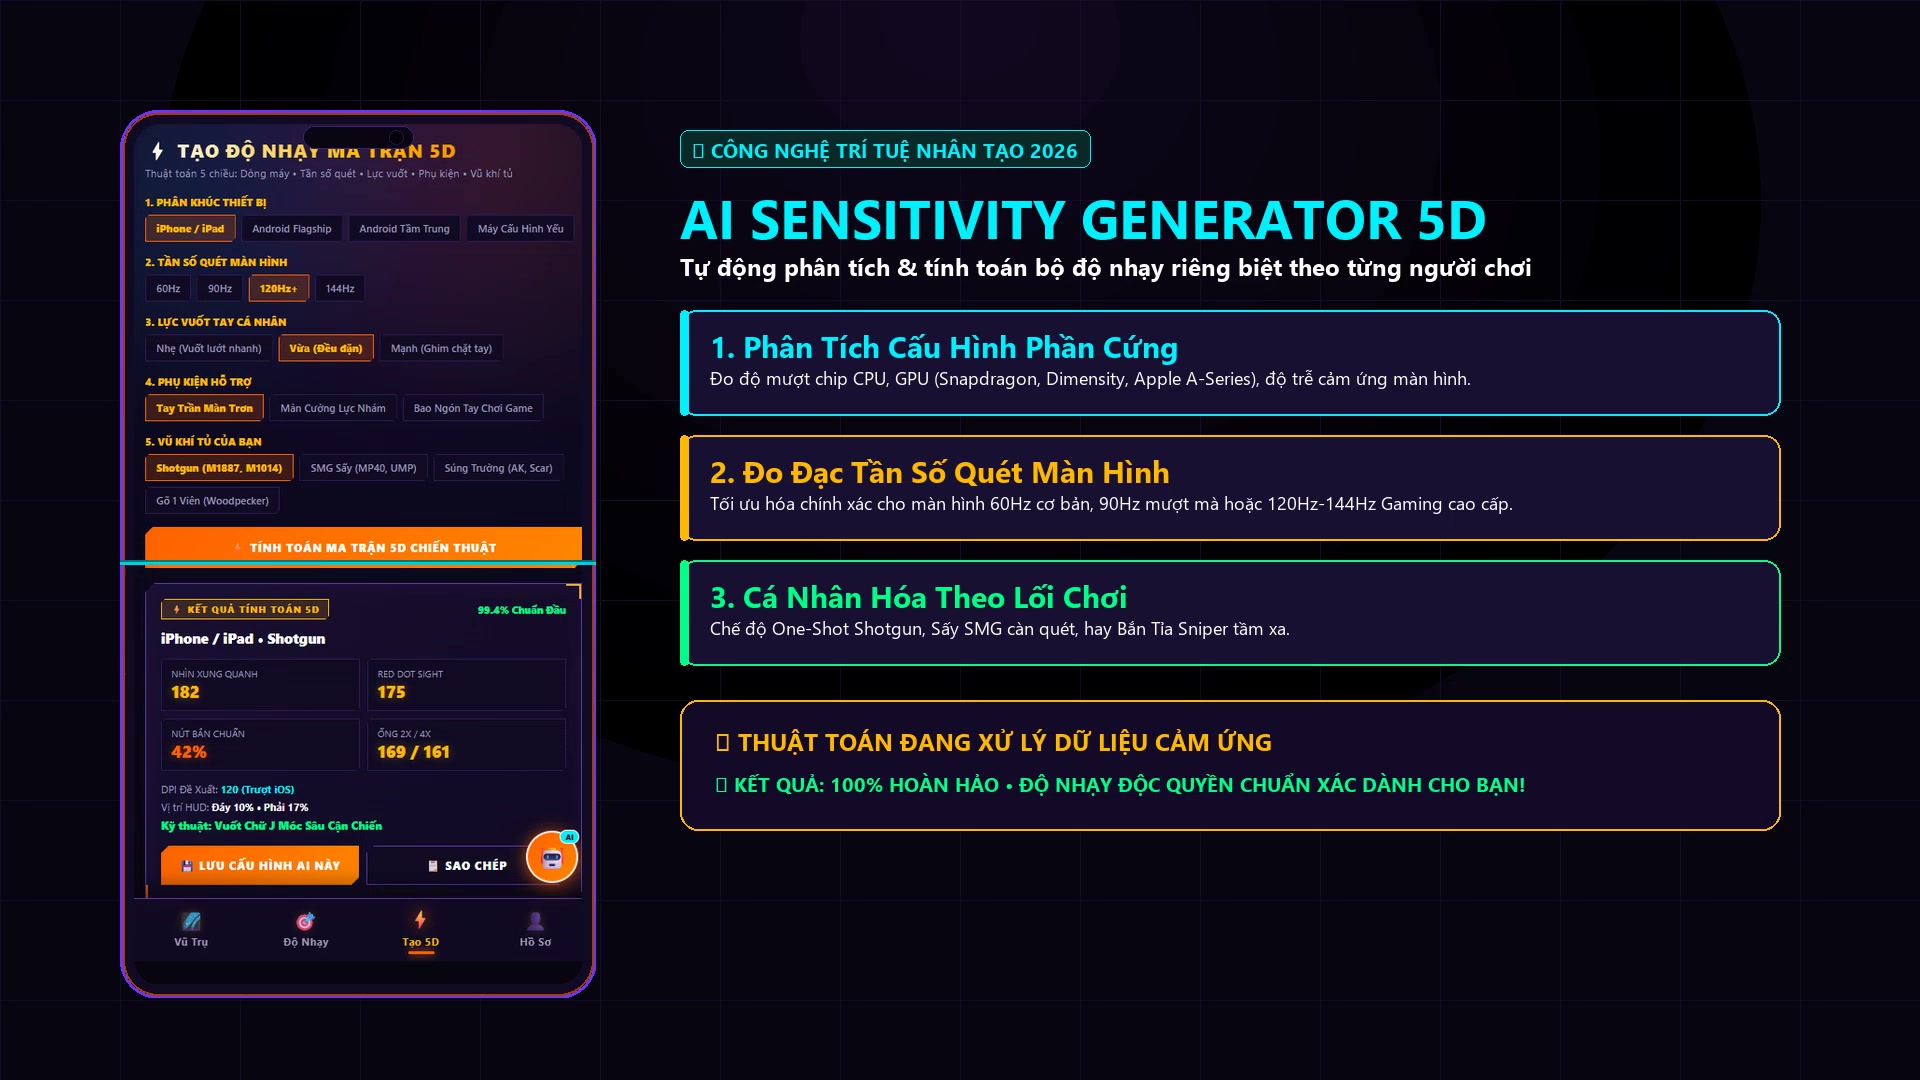 TẠO ĐỘ NHẠY MA TRẬN 5D
Thuật toán 5 chiều: Dòng máy • Tần số quét • Lực vuốt • Phụ kiện • Vũ khí tủ
1. PHÂN KHÚC THIẾT BỊ
iPhone / iPad
Android Flagship
Android Tầm Trung
Máy Cấu Hình Yếu
2. TẦN SỐ QUÉT MÀN HÌNH
60Hz
90Hz
120Hz+
144Hz
3. LỰC VUỐT TAY CÁ NHÂN
Nhẹ (Vuốt lướt nhanh)
Vừa (Đều đặn)
Mạnh (Ghim chặt tay)
4. PHỤ KIỆN HỖ TRỢ
Tay Trần Màn Trơn
Màn Cường Lực Nhám
Bao Ngón Tay Chơi Game
5. VŨ KHÍ TỦ CỦA BẠN
Shotgun (M1887, M1014)
SMG Sấy (MP40, UMP)
Súng Trường (AK, Scar)
Gõ 1 Viên (Woodpecker)
TÍNH TOÁN MA TRẬN 5D CHIẾN THUẬT
KẾT QUẢ TÍNH TOÁN 5D
99.4% Chuẩn Đầu
iPhone / iPad • Shotgun
NHÌN XUNG QUANH
182
RED DOT SIGHT
175
NÚT BẮN CHUẨN
42%
ỐNG 2X / 4X
169 / 161
DPI Đề Xuất: 120 (Trượt iOS)
Vị trí HUD: Đáy 10% • Phải 17%
Kỹ thuật: Vuốt Chữ J Móc Sâu Cận Chiến
AI
LƯU CẤU HÌNH AI NÀY
SAO CHÉP
Vũ Trụ
Độ Nhạy
Tạo 5D
Hồ Sơ
CÔNG NGHỆ TRÍ TUỆ NHÂN TẠO 2026
AI SENSITIVITY GENERATOR 5D
Tự động phân tích & tính toán bộ độ nhạy riêng biệt theo từng người chơi
1. Phân Tích Cấu Hình Phần Cứng
Đo độ mượt chip CPU, GPU (Snapdragon, Dimensity, Apple A-Series), độ trễ cảm ứng màn hình.
2. Đo Đạc Tần Số Quét Màn Hình
Tối ưu hóa chính xác cho màn hình 60Hz cơ bản, 90Hz mượt mà hoặc 120Hz-144Hz Gaming cao cấp.
3. Cá Nhân Hóa Theo Lối Chơi
Chế độ One-Shot Shotgun, Sấy SMG càn quét, hay Bắn Tỉa Sniper tầm xa.
THUẬT TOÁN ĐANG XỬ LÝ DỮ LIỆU CẢM ỨNG
KẾT QUẢ: 100% HOÀN HẢO • ĐỘ NHẠY ĐỘC QUYỀN CHUẨN XÁC DÀNH CHO BẠN!